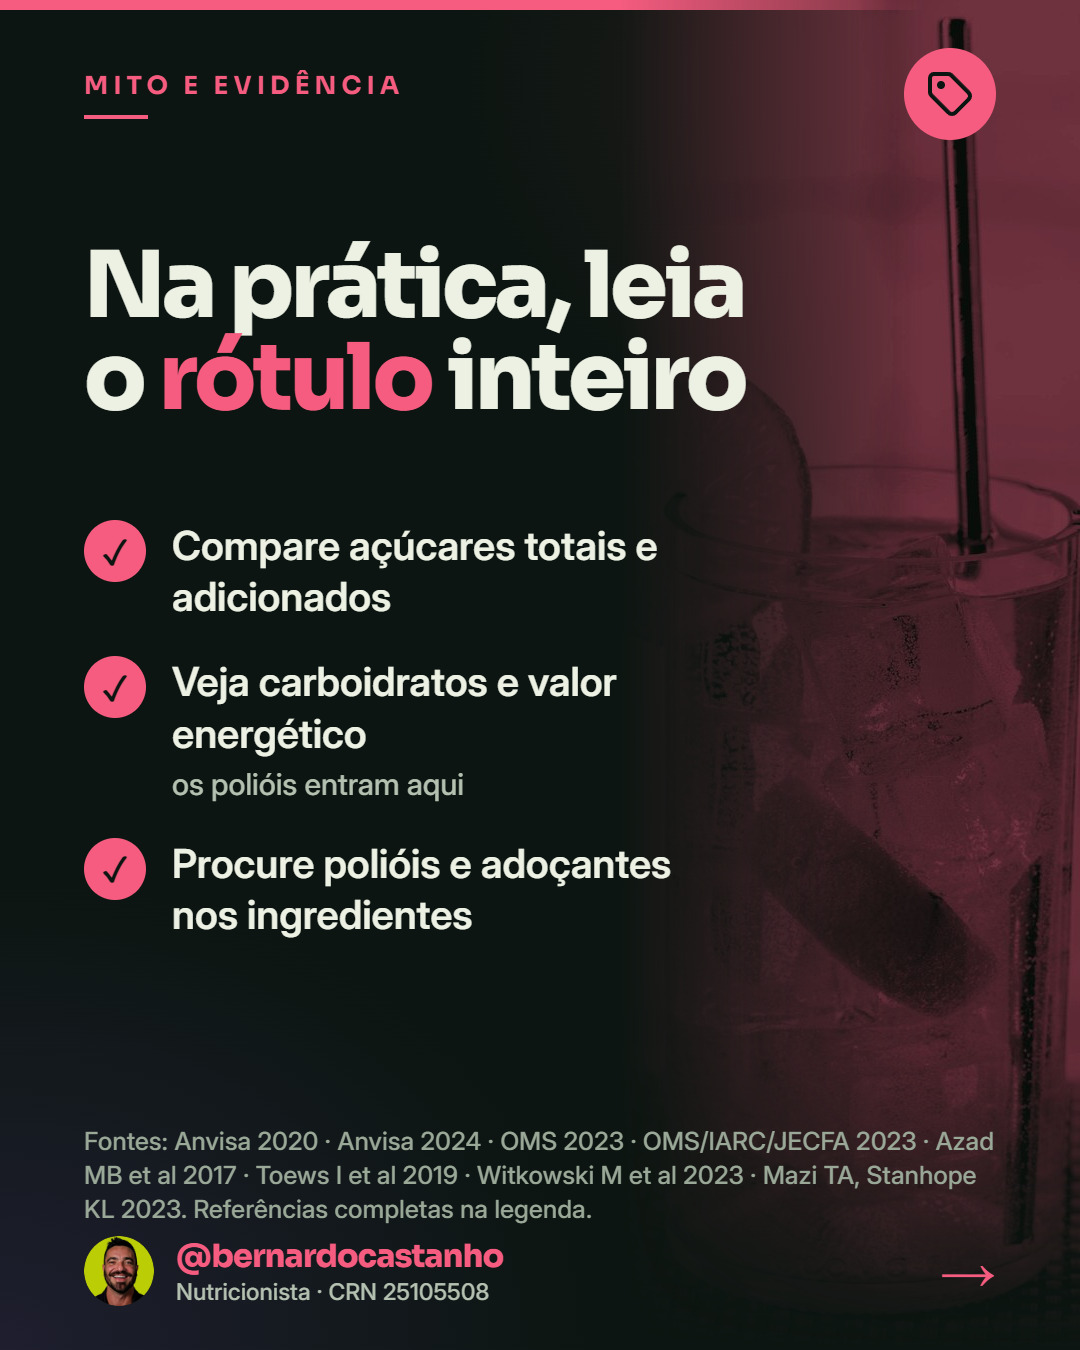 MITO E EVIDÊNCIA
Na prática, leia
o rótulo inteiro
Compare açúcares totais e
adicionados
Veja carboidratos e valor
energético
os polióis entram aqui
Procure polióis e adoçantes
nos ingredientes
Fontes: Anvisa 2020 · Anvisa 2024 · OMS 2023 · OMS/IARC/JECFA 2023 · Azad
MB et al 2017 · Toews I et al 2019 · Witkowski M et al 2023 · Mazi TA, Stanhope
KL 2023. Referências completas na legenda.
@bernardocastanho
Nutricionista · CRN 25105508